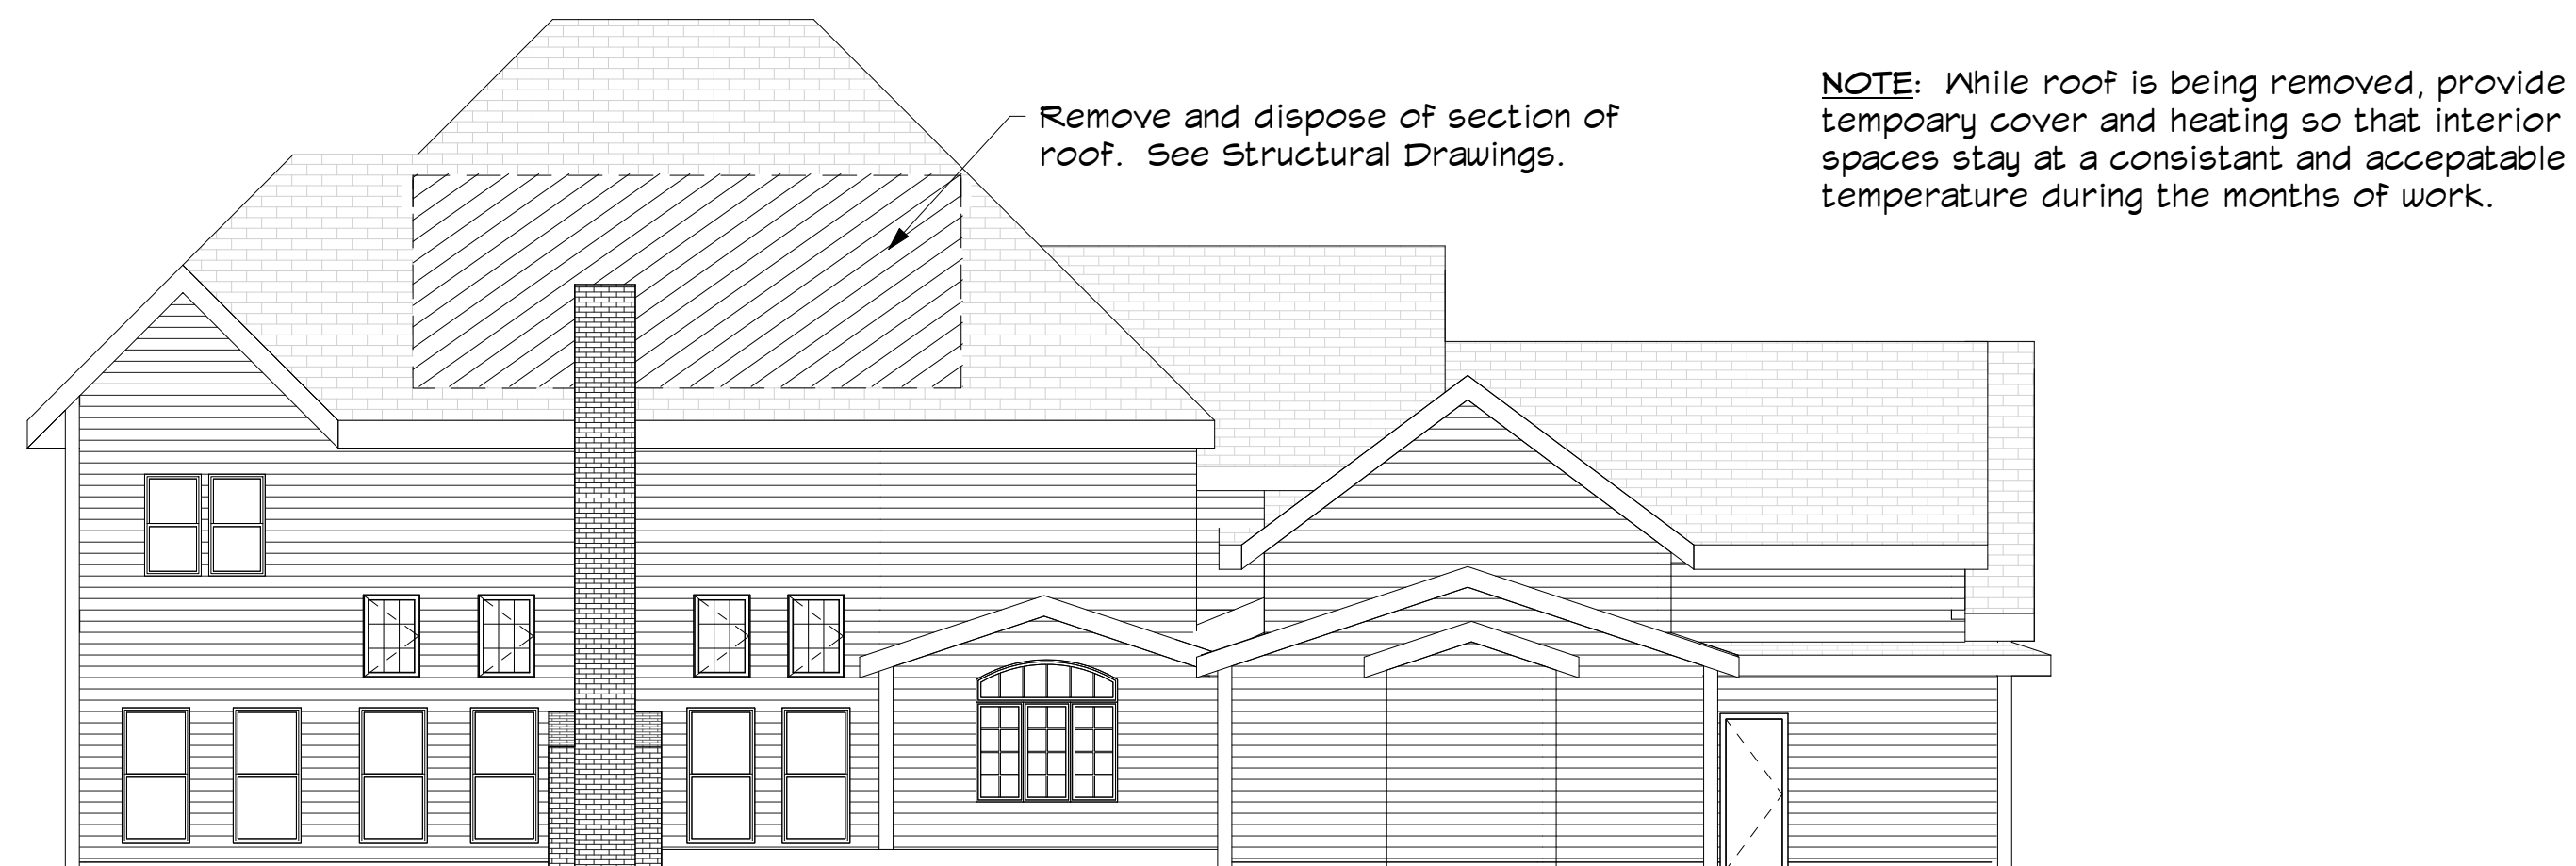 Remove and dispose of section of
roof. See Structural Drawings.
NOTE: While roof is being removed, provide
tempoary cover and heating so that interior
spaces stay at a consistant and accepatable
temperature during the months of work.